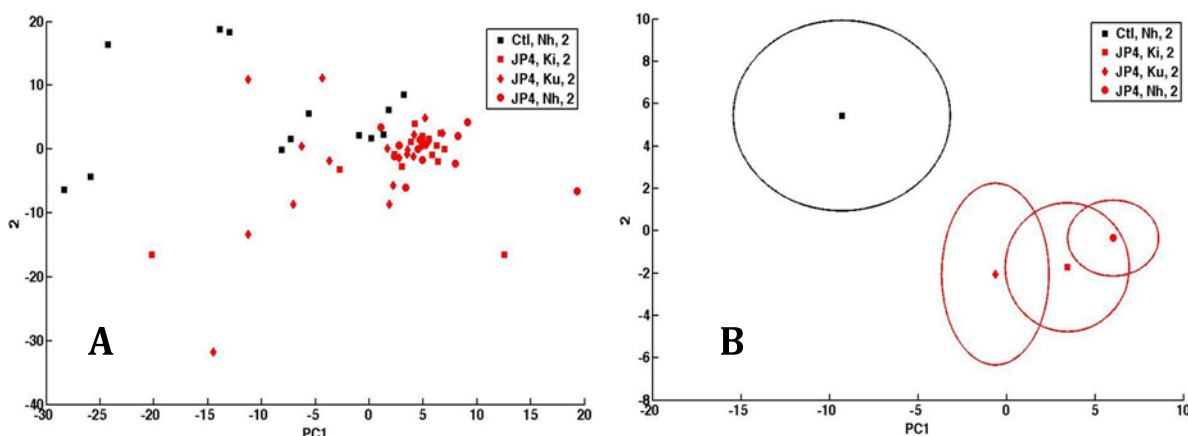 20
10
0
-10
-20
-30
-40
2
-30 -25 -20 -15 -10 -5 0 5 10 15 20
PC1
Ctl, Nh, 2
JP4, Ki, 2
JP4, Ku, 2
JP4, Nh, 2
A
10
8
6
4
2
0
-2
-4
-6
-8
2
-20 -15 -10 -5 0 5 10
PC1
Ctl, Nh, 2
JP4, Ki, 2
JP4, Ku, 2
JP4, Nh, 2
B